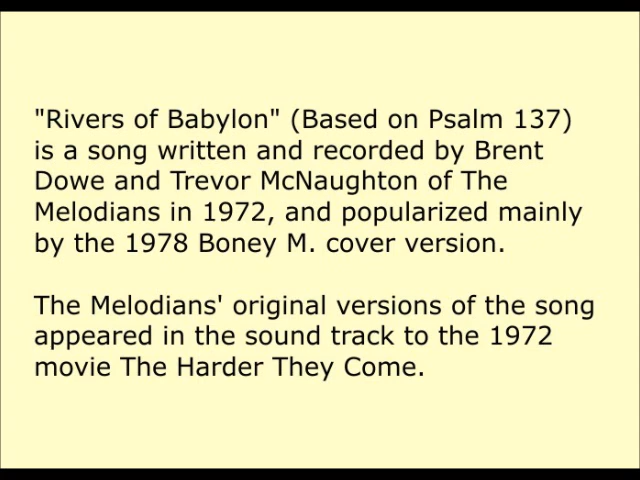 "Rivers of Babylon" (Based on Psalm 137)
is a song written and recorded by Brent
Dowe and Trevor McNaughton of The
Melodians in 1972, and popularized mainly
by the 1978 Boney M. cover version.
The Melodians' original versions of the song
appeared in the sound track to the 1972
movie The Harder They Come.